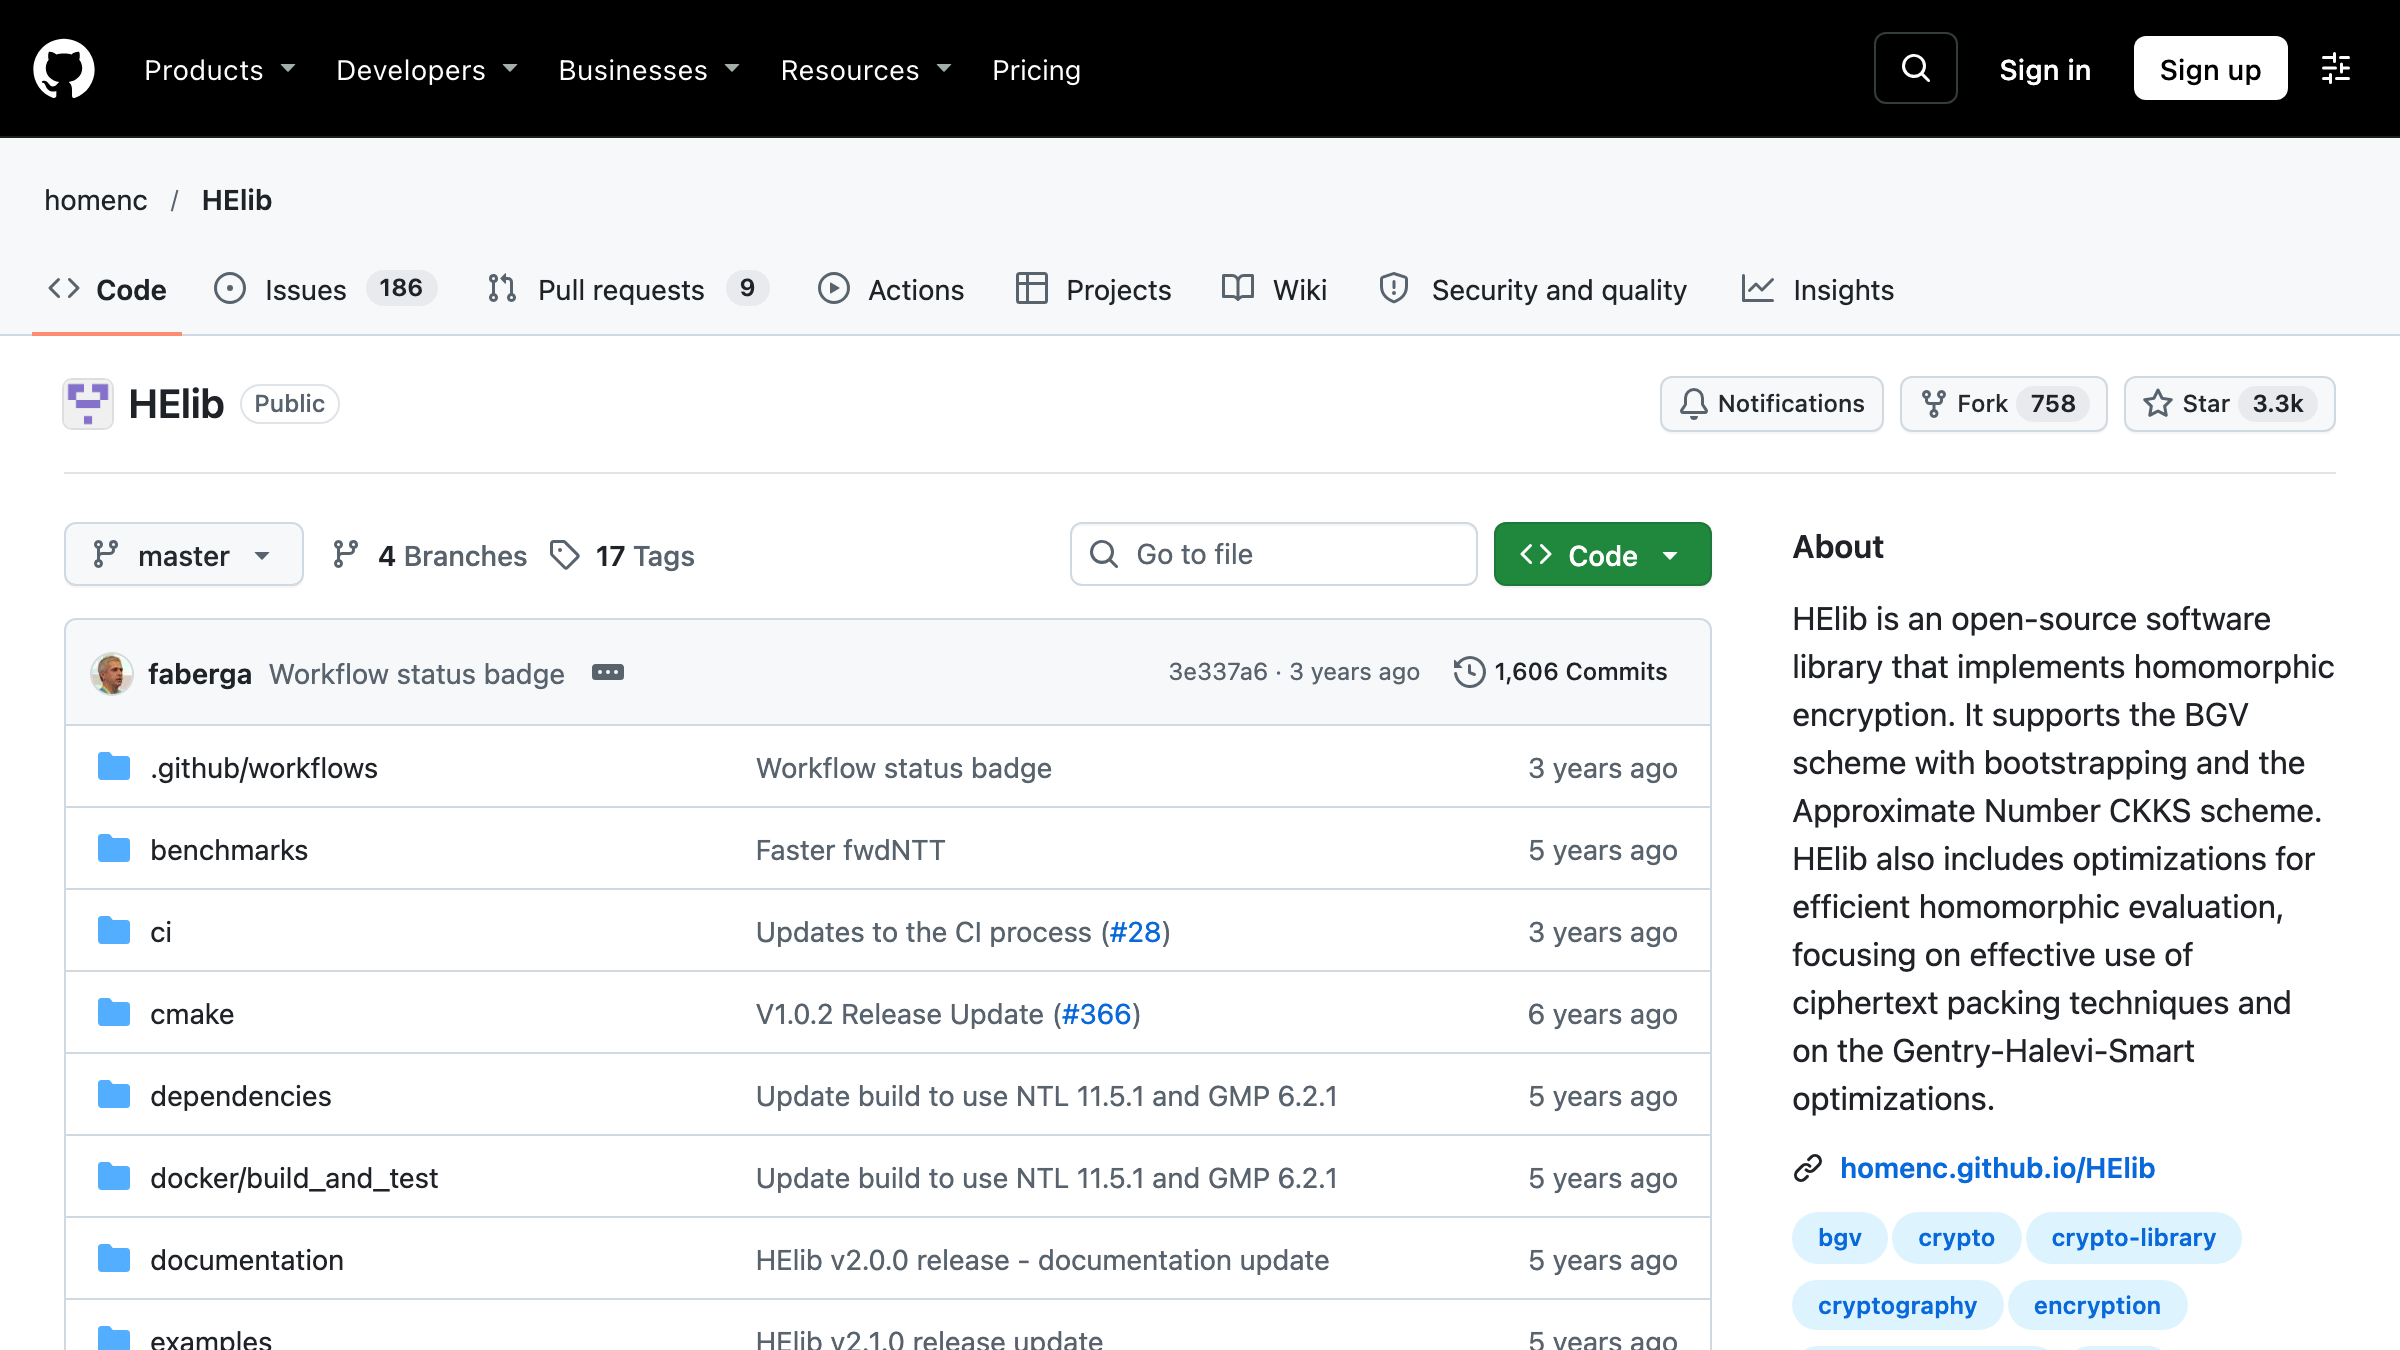 Products Developers Businesses Resources Pricing Sign in Sign up
homenc / HElib
Code Issues 186 Pull requests 9 Actions Projects Wiki Security and quality Insights
HElib Public Notifications Fork 758 Star 3.3k
master 4 Branches 17 Tags Go to file Code
faberga Workflow status badge 3e337a6 · 3 years ago 1,606 Commits
.github/workflows Workflow status badge 3 years ago
benchmarks Faster fwdNTT 5 years ago
ci Updates to the CI process (#28) 3 years ago
cmake V1.0.2 Release Update (#366) 6 years ago
dependencies Update build to use NTL 11.5.1 and GMP 6.2.1 5 years ago
docker/build_and_test Update build to use NTL 11.5.1 and GMP 6.2.1 5 years ago
documentation HElib v2.0.0 release - documentation update 5 years ago
examples HElib v2.1.0 release update 5 years ago
About
HElib is an open-source software
library that implements homomorphic
encryption. It supports the BGV
scheme with bootstrapping and the
Approximate Number CKKS scheme.
HElib also includes optimizations for
efficient homomorphic evaluation,
focusing on effective use of
ciphertext packing techniques and
on the Gentry-Halevi-Smart
optimizations.
homenc.github.io/HElib
bgv crypto crypto-library
cryptography encryption